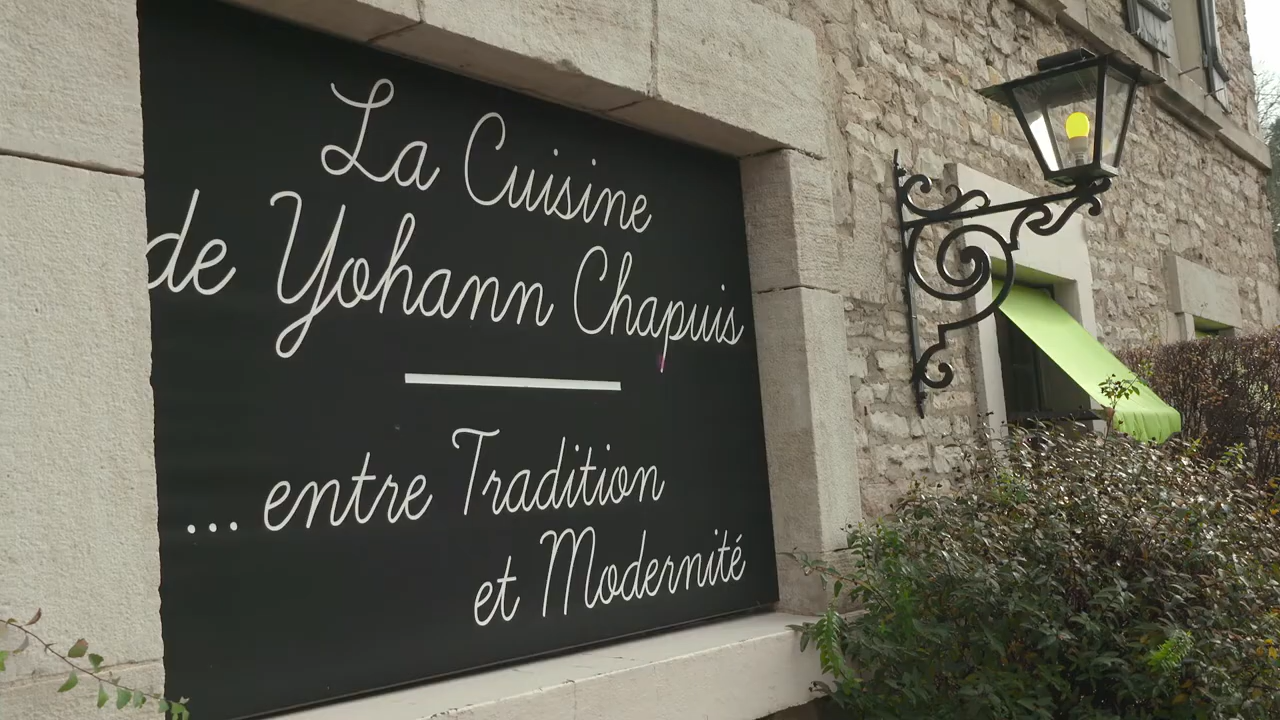 La Cuisine
de Yohann Chapuis
... entre Tradition
et Modernité